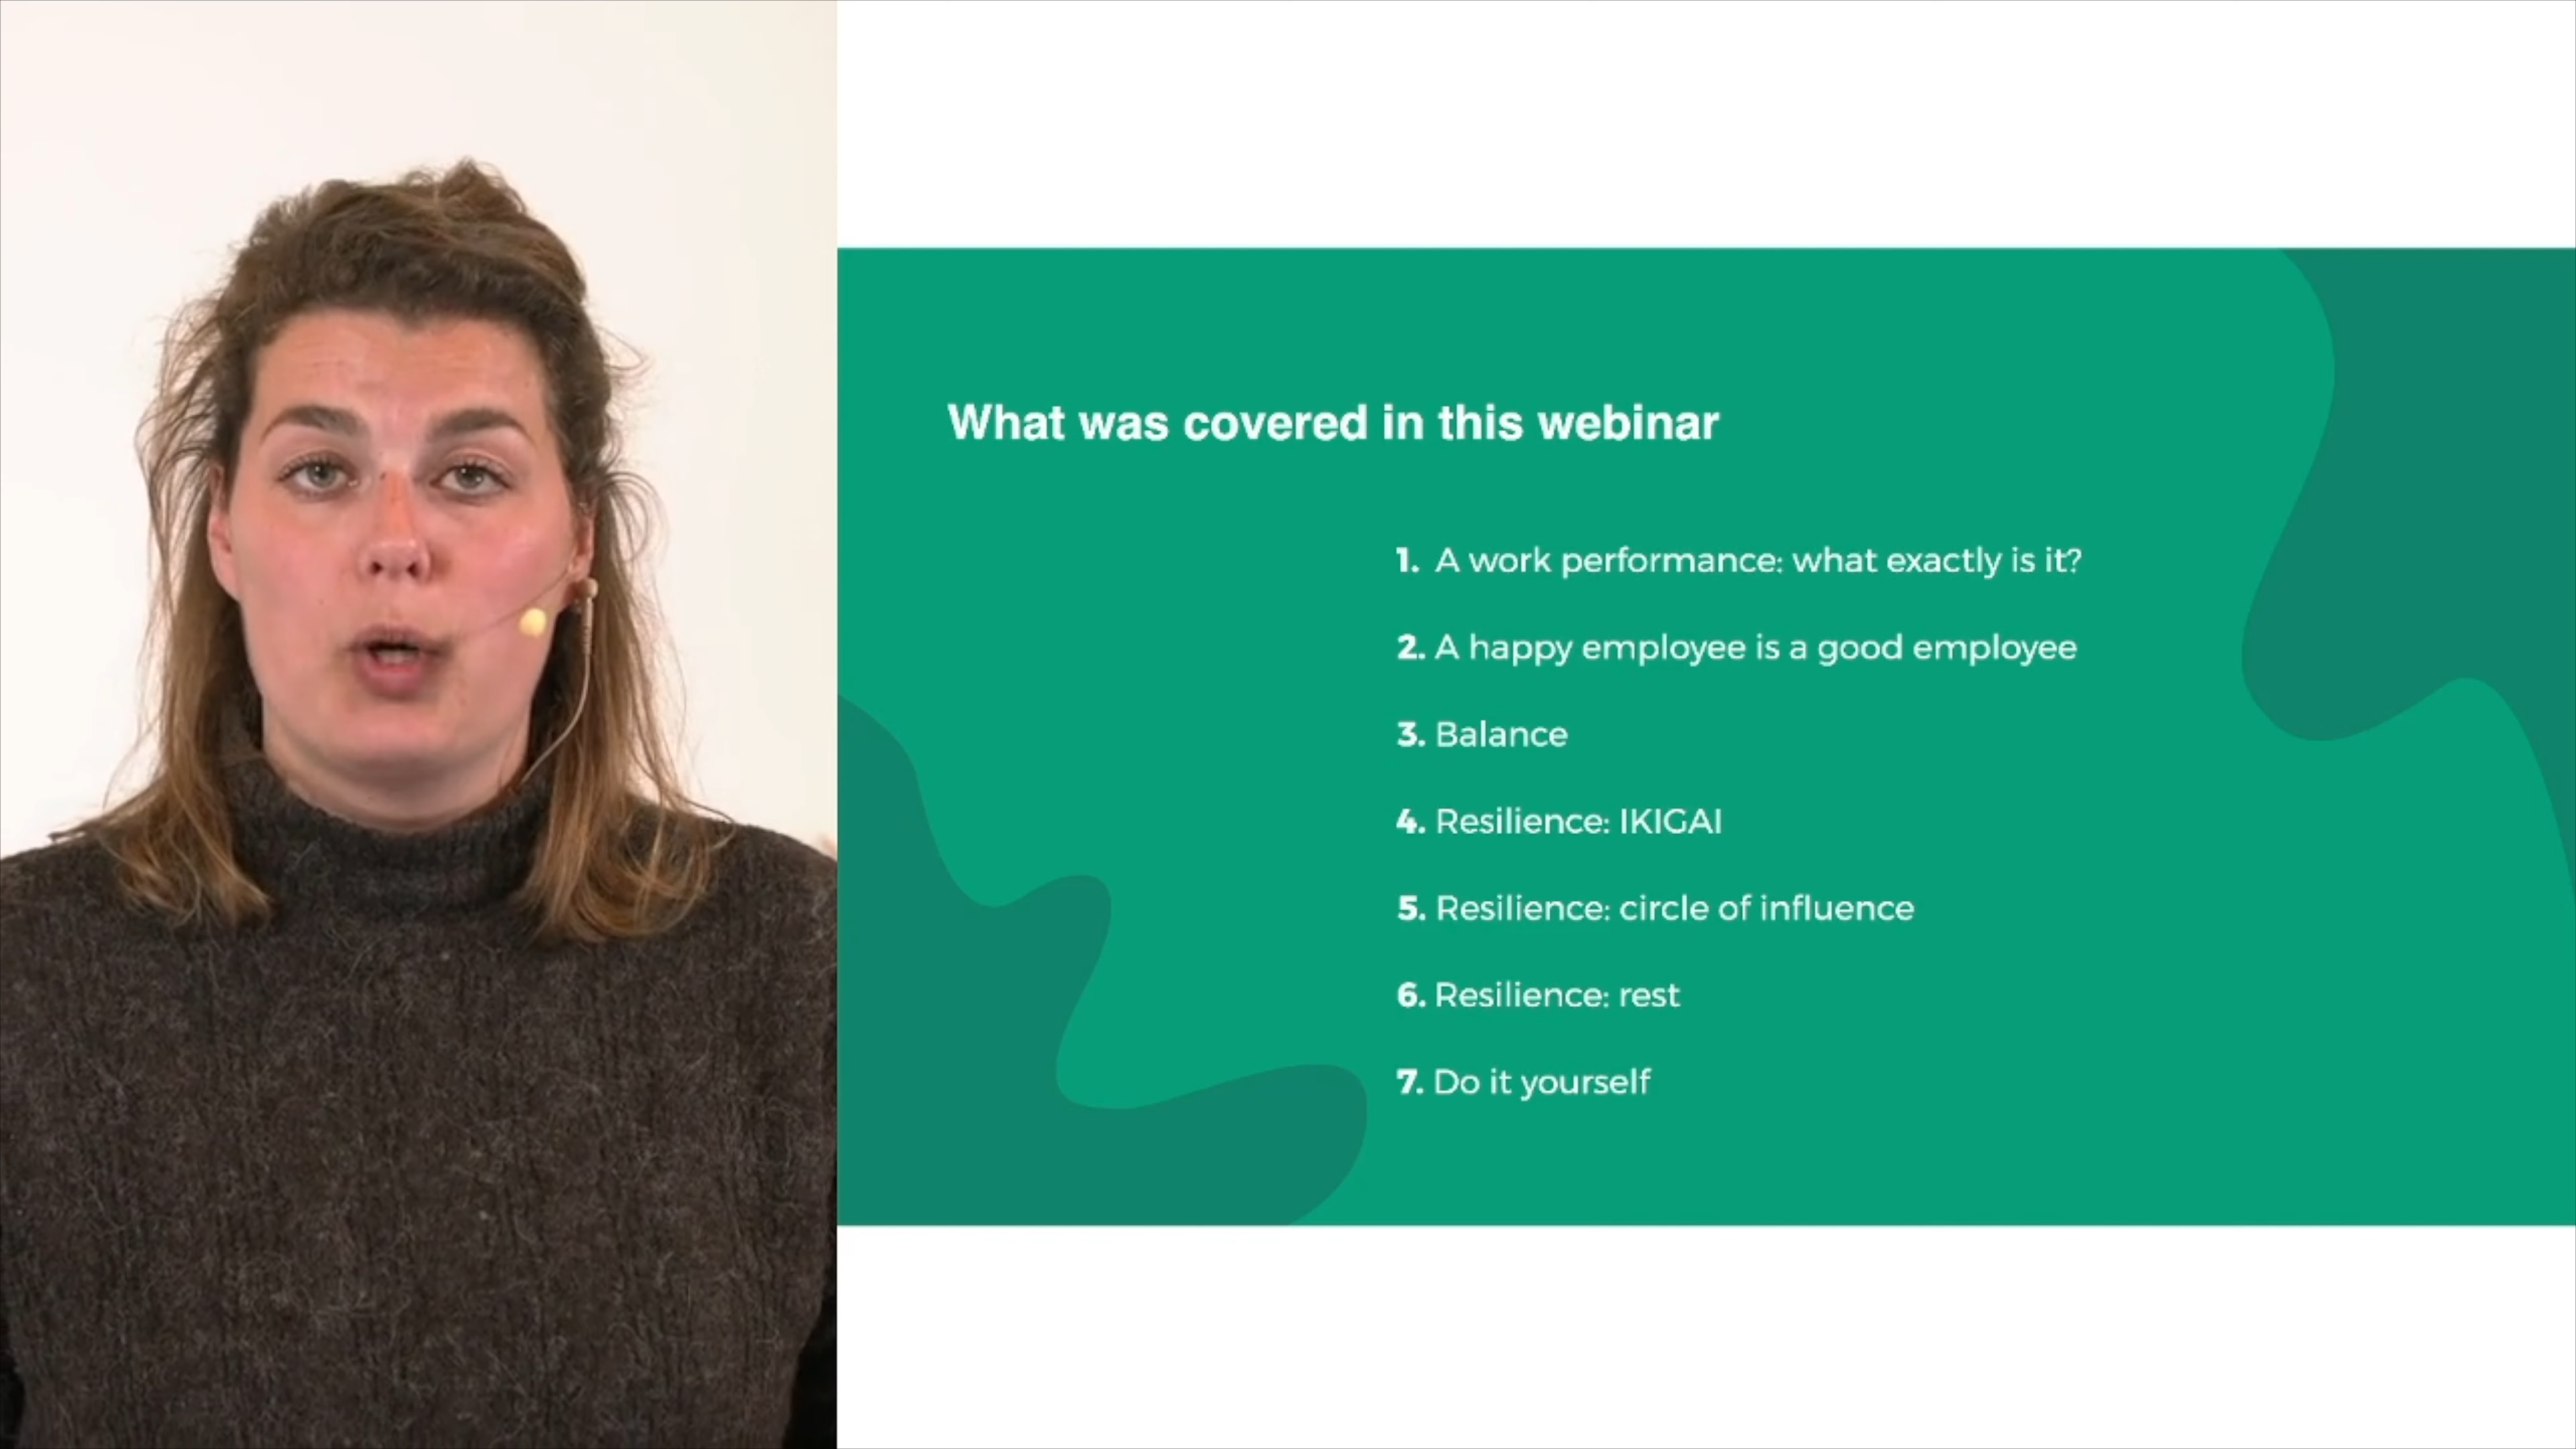 What was covered in this webinar
1. A work performance: what exactly is it?
2. A happy employee is a good employee
3. Balance
4. Resilience: IKIGAI
5. Resilience: circle of influence
6. Resilience: rest
7. Do it yourself